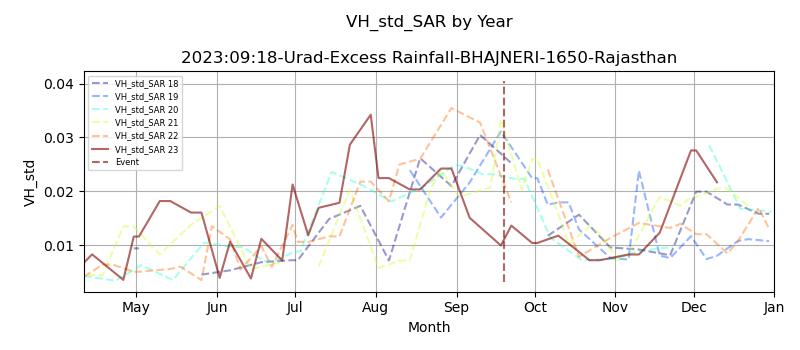 VH_std_SAR by Year
2023:09:18-Urad-Excess Rainfall-BHAJNERI-1650-Rajasthan
VH_std_SAR 18
VH_std_SAR 19
VH_std_SAR 20
VH_std_SAR 21
VH_std_SAR 22
VH_std_SAR 23
Event
VH_std
0.04
0.03
0.02
0.01
May Jun Jul Aug Sep Oct Nov Dec Jan
Month